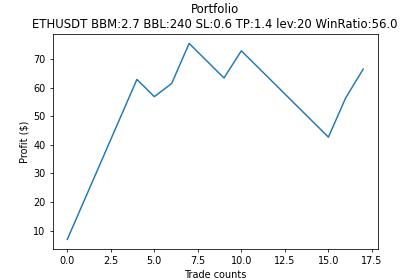 Portfolio
ETHUSDT BBM:2.7 BBL:240 SL:0.6 TP:1.4 lev:20 WinRatio:56.0
Profit ($)
70
60
50
40
30
20
10
0.0 2.5 5.0 7.5 10.0 12.5 15.0 17.5
Trade counts